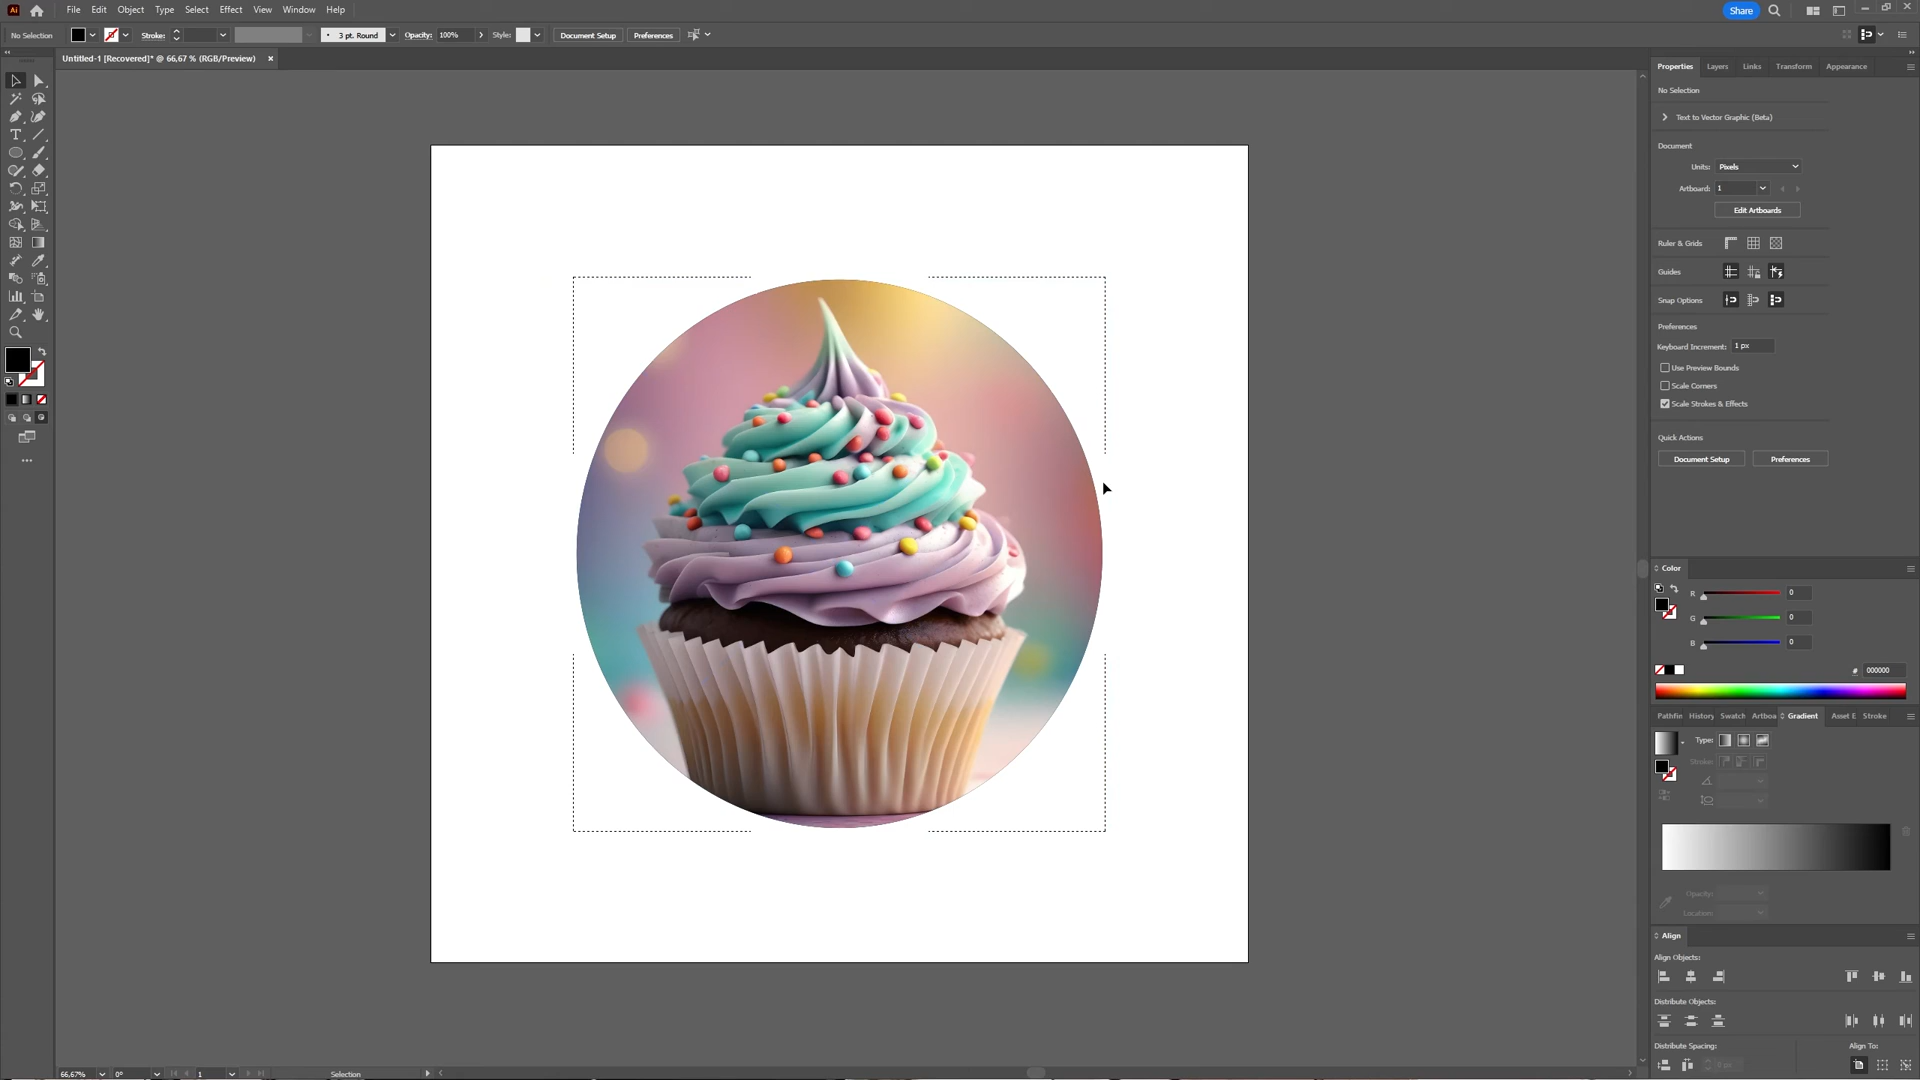 Ai File Edit Object Type Select Effect View Window Help Share
No Selection Stroke: 3 pt. Round Opacity: 100% Style: Document Setup Preferences
Untitled-1 [Recovered]* @ 66,67 % (RGB/Preview) ×
Properties Layers Links Transform Appearance
No Selection
Text to Vector Graphic (Beta)
Document
Units: Pixels
Artboard: 1
Edit Artboards
Ruler & Grids
Guides
Snap Options
Preferences
Keyboard Increment: 1 px
Use Preview Bounds
Scale Corners
Scale Strokes & Effects
Quick Actions
Document Setup Preferences
Color
R 0
G 0
B 0
# 000000
Pathfin History Swatch Artboa Gradient Asset E Stroke
Type:
Stroke:
Opacity:
Location:
Align
Align Objects:
Distribute Objects:
Distribute Spacing: Align To:
0 px
66,67% 0° 1 Selection